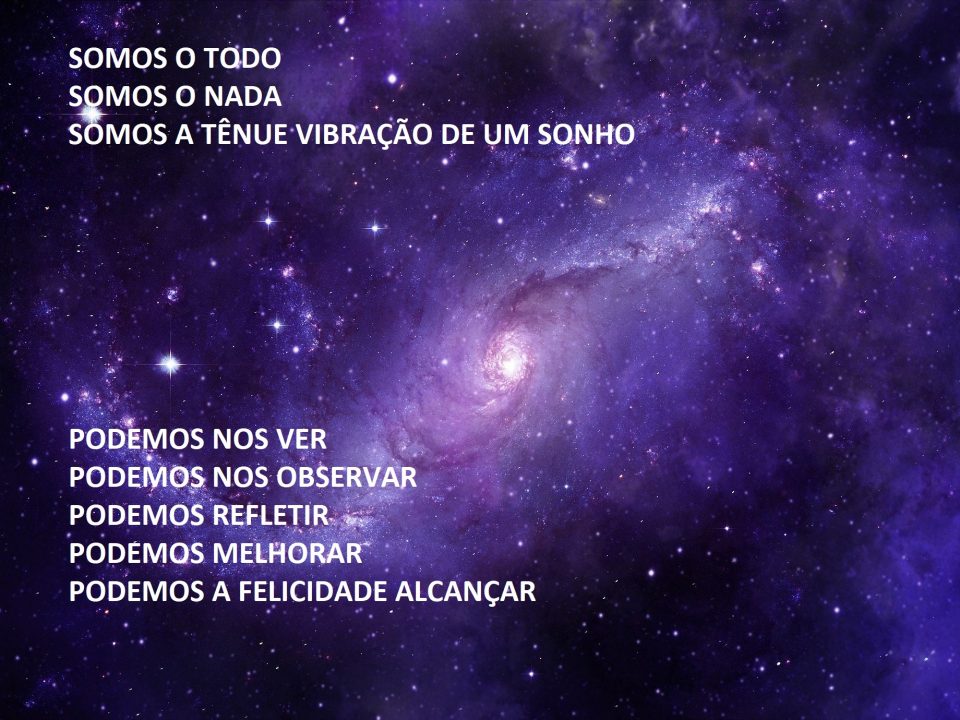 SOMOS O TODO
SOMOS O NADA
SOMOS A TÊNUE VIBRAÇÃO DE UM SONHO
PODEMOS NOS VER
PODEMOS NOS OBSERVAR
PODEMOS REFLETIR
PODEMOS MELHORAR
PODEMOS A FELICIDADE ALCANÇAR